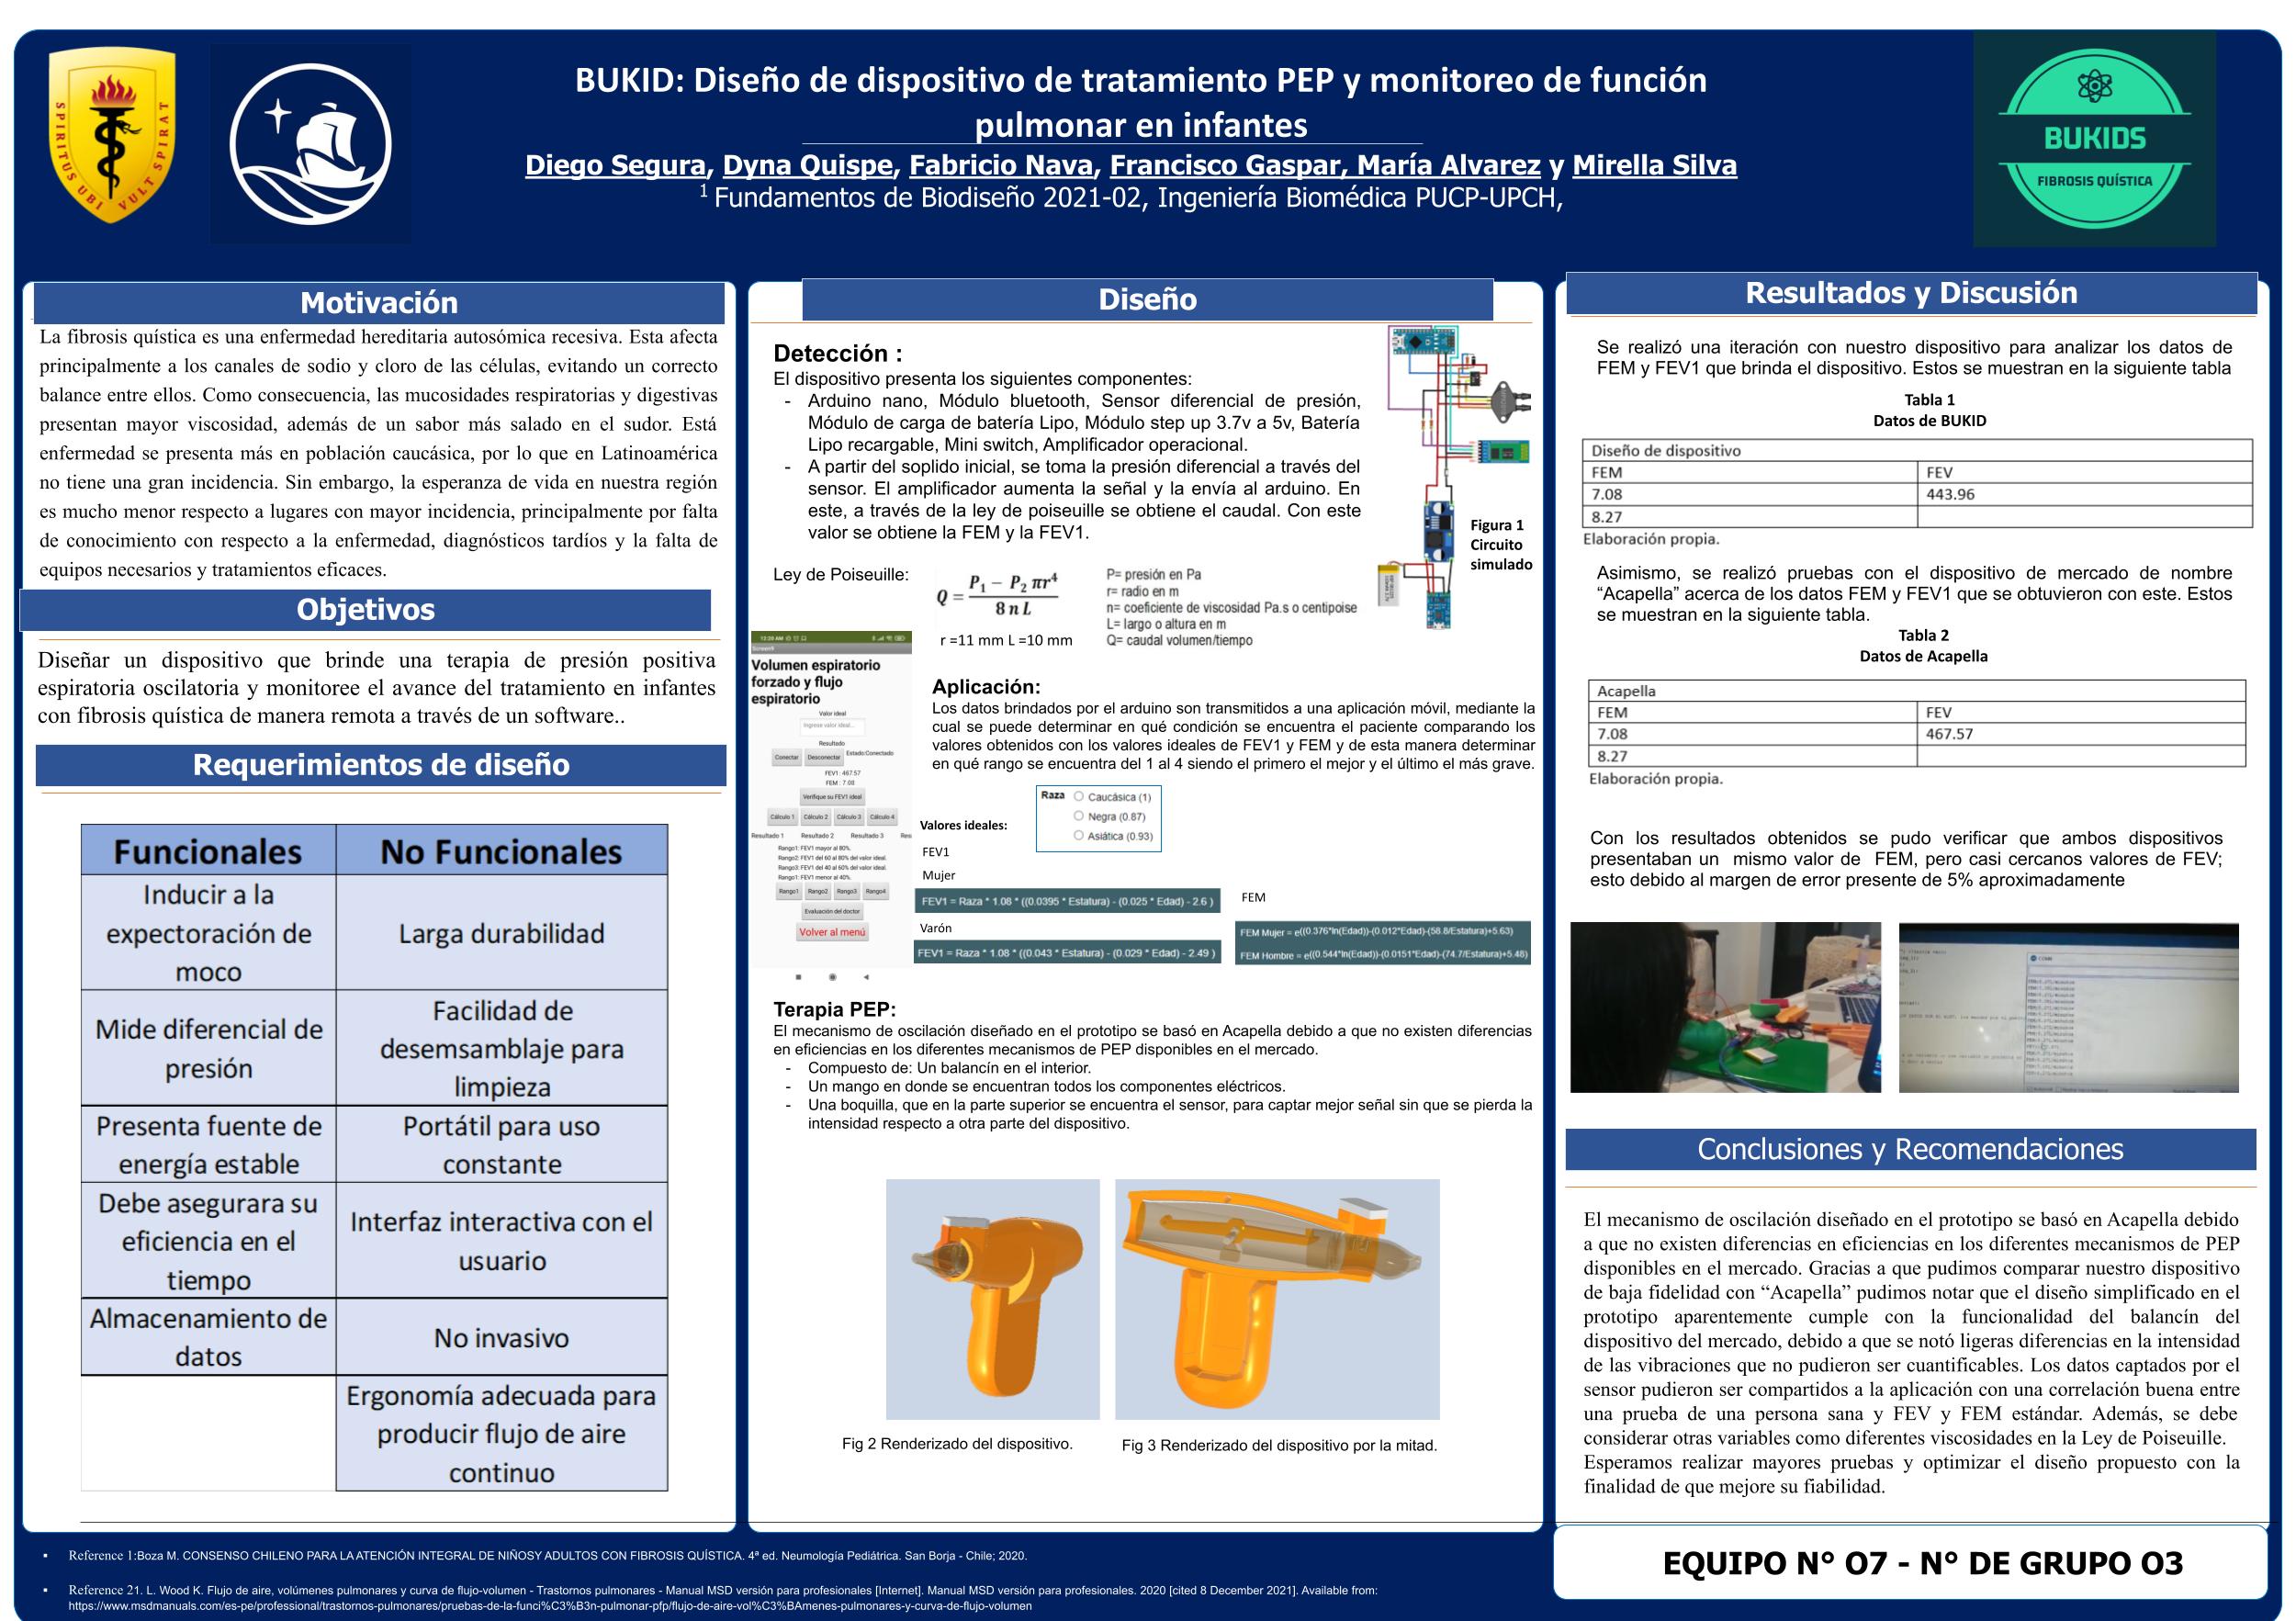 SPIRITUS UBI VULT SPIRAT
BUKID: Diseño de dispositivo de tratamiento PEP y monitoreo de función
pulmonar en infantes
Diego Segura, Dyna Quispe, Fabricio Nava, Francisco Gaspar, María Alvarez y Mirella Silva
1 Fundamentos de Biodiseño 2021-02, Ingeniería Biomédica PUCP-UPCH,
BUKIDS
FIBROSIS QUÍSTICA
Motivación
La fibrosis quística es una enfermedad hereditaria autosómica recesiva. Esta afecta
principalmente a los canales de sodio y cloro de las células, evitando un correcto
balance entre ellos. Como consecuencia, las mucosidades respiratorias y digestivas
presentan mayor viscosidad, además de un sabor más salado en el sudor. Está
enfermedad se presenta más en población caucásica, por lo que en Latinoamérica
no tiene una gran incidencia. Sin embargo, la esperanza de vida en nuestra región
es mucho menor respecto a lugares con mayor incidencia, principalmente por falta
de conocimiento con respecto a la enfermedad, diagnósticos tardíos y la falta de
equipos necesarios y tratamientos eficaces.
Objetivos
Diseñar un dispositivo que brinde una terapia de presión positiva
espiratoria oscilatoria y monitoree el avance del tratamiento en infantes
con fibrosis quística de manera remota a través de un software..
Requerimientos de diseño
Funcionales
No Funcionales
Inducir a la
expectoración de
moco
Larga durabilidad
Mide diferencial de
presión
Facilidad de
desemsamblaje para
limpieza
Presenta fuente de
energía estable
Portátil para uso
constante
Debe asegurara su
eficiencia en el
tiempo
Interfaz interactiva con el
usuario
Almacenamiento de
datos
No invasivo
Ergonomía adecuada para
producir flujo de aire
continuo
Diseño
Detección :
El dispositivo presenta los siguientes componentes:
- Arduino nano, Módulo bluetooth, Sensor diferencial de presión,
Módulo de carga de batería Lipo, Módulo step up 3.7v a 5v, Batería
Lipo recargable, Mini switch, Amplificador operacional.
- A partir del soplido inicial, se toma la presión diferencial a través del
sensor. El amplificador aumenta la señal y la envía al arduino. En
este, a través de la ley de poiseuille se obtiene el caudal. Con este
valor se obtiene la FEM y la FEV1.
Figura 1
Circuito
simulado
Ley de Poiseuille:
Q = P1 − P2 πr⁴ / 8 n L
r =11 mm L =10 mm
P= presión en Pa
r= radio en m
n= coeficiente de viscosidad Pa.s o centipoise
L= largo o altura en m
Q= caudal volumen/tiempo
12:20 AM
Screen9
Volumen espiratorio
forzado y flujo
espiratorio
Valor ideal
Ingrese valor ideal...
Resultado
Conectar Desconectar Estado:Conectado
FEV1: 467.57
FEM : 7.08
Verifique su FEV1 ideal
Cálculo 1 Cálculo 2 Cálculo 3 Cálculo 4
Resultado 1 Resultado 2 Resultado 3 Res
Rango1: FEV1 mayor al 80%.
Rango2: FEV1 del 60 al 80% del valor ideal.
Rango3: FEV1 del 40 al 60% del valor ideal.
Rango1: FEV1 menor al 40%.
Rango1 Rango2 Rango3 Rango4
Evaluación del doctor
Volver al menú
Aplicación:
Los datos brindados por el arduino son transmitidos a una aplicación móvil, mediante la
cual se puede determinar en qué condición se encuentra el paciente comparando los
valores obtenidos con los valores ideales de FEV1 y FEM y de esta manera determinar
en qué rango se encuentra del 1 al 4 siendo el primero el mejor y el último el más grave.
Raza Caucásica (1)
Negra (0.87)
Asiática (0.93)
Valores ideales:
FEV1
Mujer
FEV1 = Raza * 1.08 * ((0.0395 * Estatura) - (0.025 * Edad) - 2.6 )
Varón
FEV1 = Raza * 1.08 * ((0.043 * Estatura) - (0.029 * Edad) - 2.49 )
FEM
FEM Mujer = e((0.376*ln(Edad))-(0.012*Edad)-(58.8/Estatura)+5.63)
FEM Hombre = e((0.544*ln(Edad))-(0.0151*Edad)-(74.7/Estatura)+5.48)
Terapia PEP:
El mecanismo de oscilación diseñado en el prototipo se basó en Acapella debido a que no existen diferencias
en eficiencias en los diferentes mecanismos de PEP disponibles en el mercado.
- Compuesto de: Un balancín en el interior.
- Un mango en donde se encuentran todos los componentes eléctricos.
- Una boquilla, que en la parte superior se encuentra el sensor, para captar mejor señal sin que se pierda la
intensidad respecto a otra parte del dispositivo.
Fig 2 Renderizado del dispositivo.
Fig 3 Renderizado del dispositivo por la mitad.
Resultados y Discusión
Se realizó una iteración con nuestro dispositivo para analizar los datos de
FEM y FEV1 que brinda el dispositivo. Estos se muestran en la siguiente tabla
Tabla 1
Datos de BUKID
Diseño de dispositivo
FEM FEV
7.08 443.96
8.27
Elaboración propia.
Asimismo, se realizó pruebas con el dispositivo de mercado de nombre
“Acapella” acerca de los datos FEM y FEV1 que se obtuvieron con este. Estos
se muestran en la siguiente tabla.
Tabla 2
Datos de Acapella
Acapella
FEM FEV
7.08 467.57
8.27
Elaboración propia.
Con los resultados obtenidos se pudo verificar que ambos dispositivos
presentaban un mismo valor de FEM, pero casi cercanos valores de FEV;
esto debido al margen de error presente de 5% aproximadamente
Conclusiones y Recomendaciones
El mecanismo de oscilación diseñado en el prototipo se basó en Acapella debido
a que no existen diferencias en eficiencias en los diferentes mecanismos de PEP
disponibles en el mercado. Gracias a que pudimos comparar nuestro dispositivo
de baja fidelidad con “Acapella” pudimos notar que el diseño simplificado en el
prototipo aparentemente cumple con la funcionalidad del balancín del
dispositivo del mercado, debido a que se notó ligeras diferencias en la intensidad
de las vibraciones que no pudieron ser cuantificables. Los datos captados por el
sensor pudieron ser compartidos a la aplicación con una correlación buena entre
una prueba de una persona sana y FEV y FEM estándar. Además, se debe
considerar otras variables como diferentes viscosidades en la Ley de Poiseuille.
Esperamos realizar mayores pruebas y optimizar el diseño propuesto con la
finalidad de que mejore su fiabilidad.
▪ Reference 1:Boza M. CONSENSO CHILENO PARA LA ATENCIÓN INTEGRAL DE NIÑOSY ADULTOS CON FIBROSIS QUÍSTICA. 4ª ed. Neumología Pediátrica. San Borja - Chile; 2020.
▪ Reference 21. L. Wood K. Flujo de aire, volúmenes pulmonares y curva de flujo-volumen - Trastornos pulmonares - Manual MSD versión para profesionales [Internet]. Manual MSD versión para profesionales. 2020 [cited 8 December 2021]. Available from:
https://www.msdmanuals.com/es-pe/professional/trastornos-pulmonares/pruebas-de-la-funci%C3%B3n-pulmonar-pfp/flujo-de-aire-vol%C3%BAmenes-pulmonares-y-curva-de-flujo-volumen
EQUIPO N° O7 - N° DE GRUPO O3